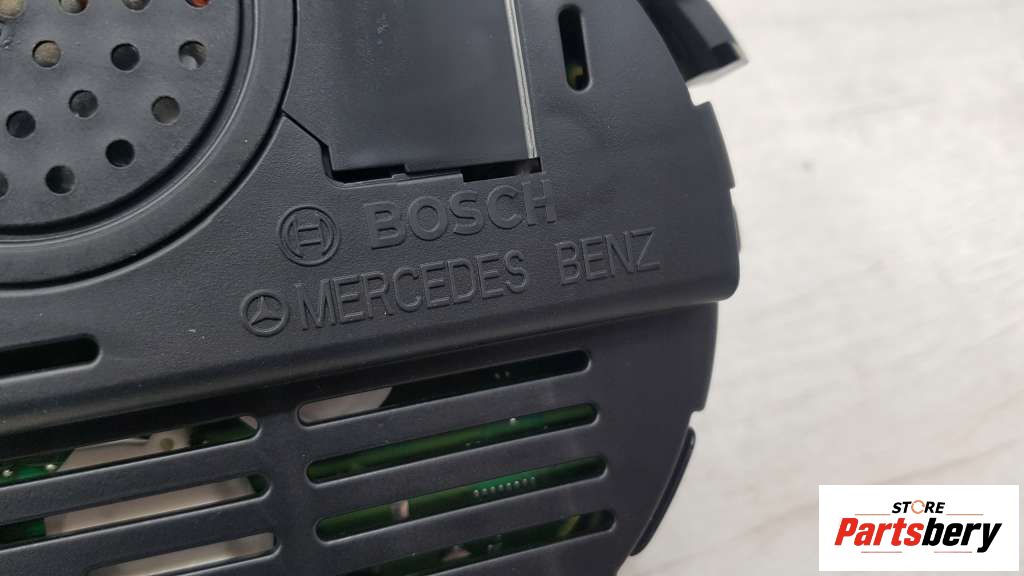 BOSCH
MERCEDES BENZ
STORE
Partsbery